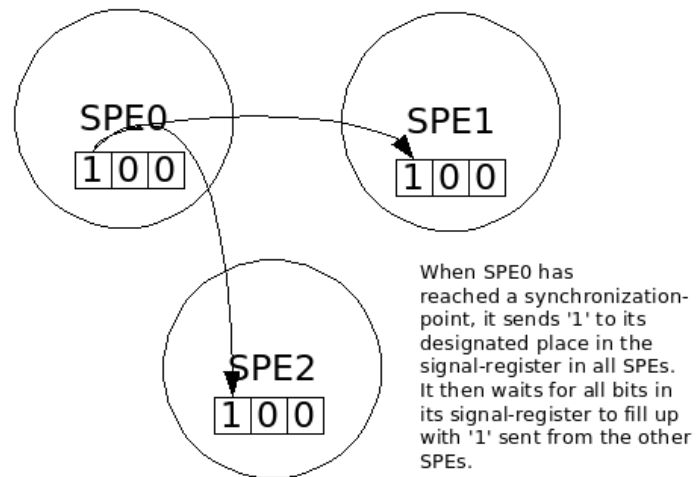 SPE0
1 0 0
SPE1
1 0 0
SPE2
1 0 0
When SPE0 has
reached a synchronization-
point, it sends '1' to its
designated place in the
signal-register in all SPEs.
It then waits for all bits in
its signal-register to fill up
with '1' sent from the other
SPEs.